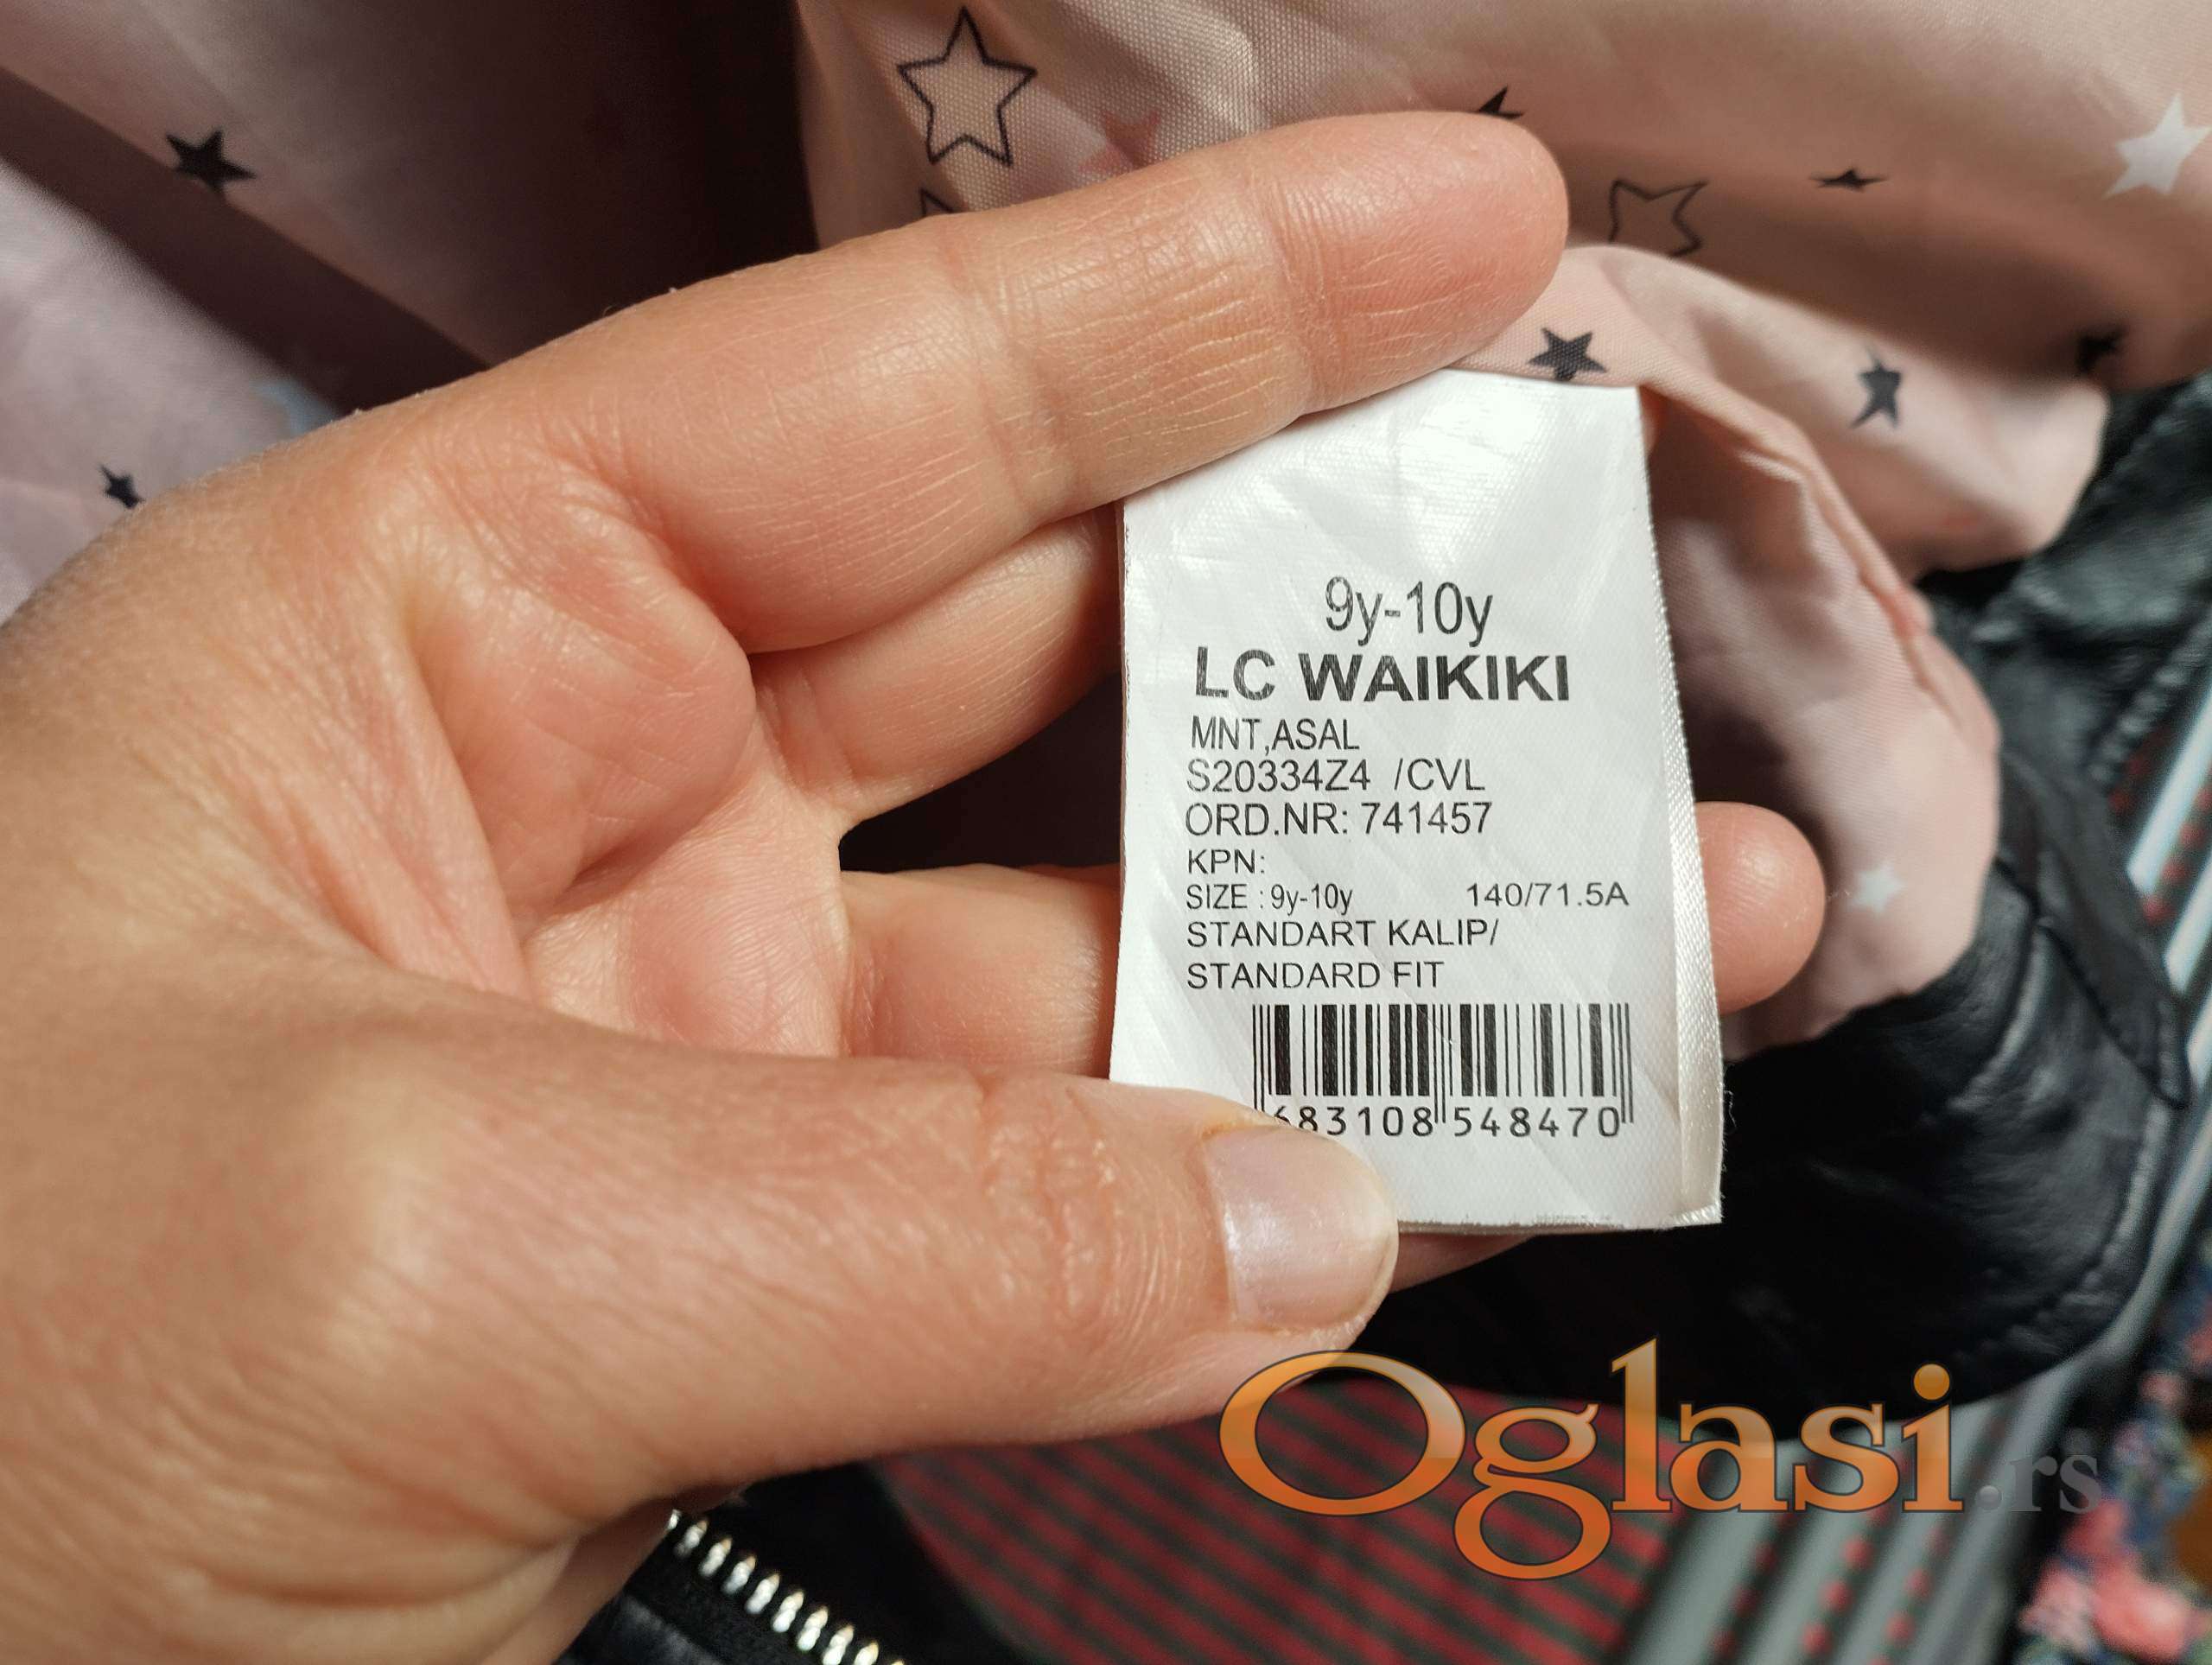 9y-10y
LC WAIKIKI
MNT,ASAL
S20334Z4 /CVL
ORD.NR: 741457
KPN:
SIZE : 9y-10y 140/71.5A
STANDART KALIP/
STANDARD FIT
683108 548470
Oglasi.rs